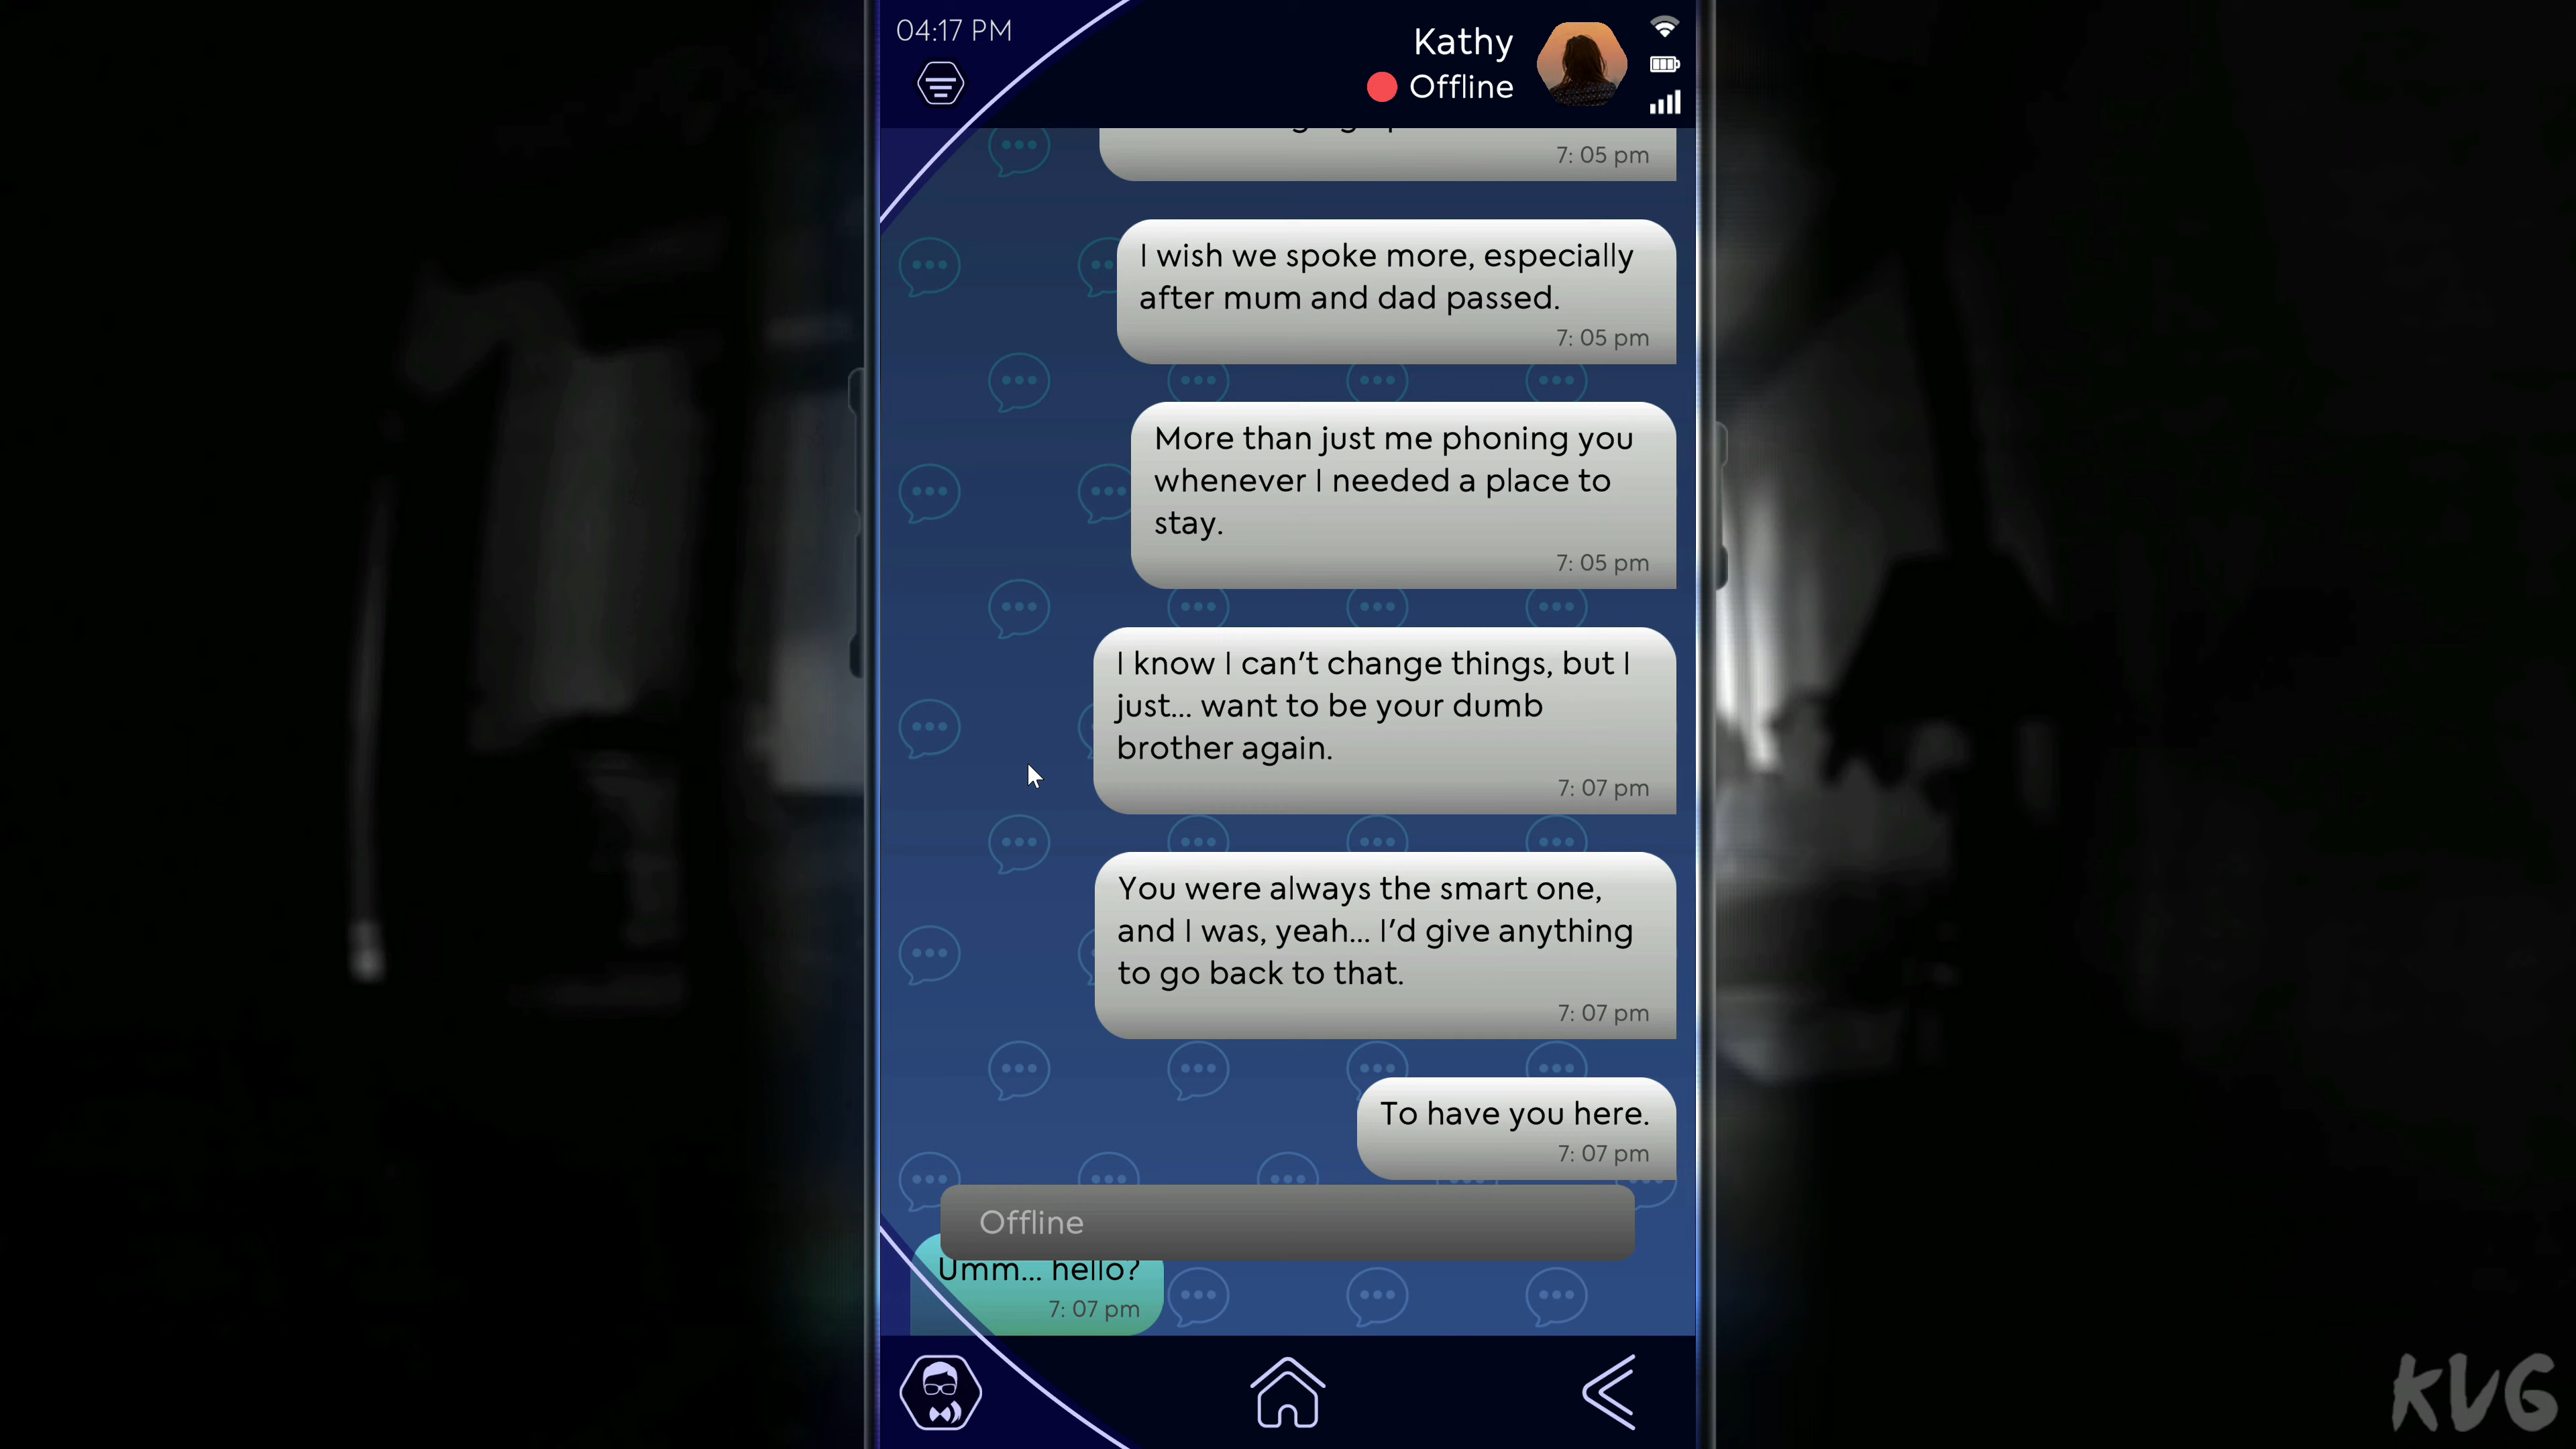 04:17 PM
Kathy
Offline
7: 05 pm
I wish we spoke more, especially
after mum and dad passed.
7: 05 pm
More than just me phoning you
whenever I needed a place to
stay.
7: 05 pm
I know I can't change things, but I
just... want to be your dumb
brother again.
7: 07 pm
You were always the smart one,
and I was, yeah... I'd give anything
to go back to that.
7: 07 pm
To have you here.
7: 07 pm
Offline
Umm... hello?
7: 07 pm
KVG